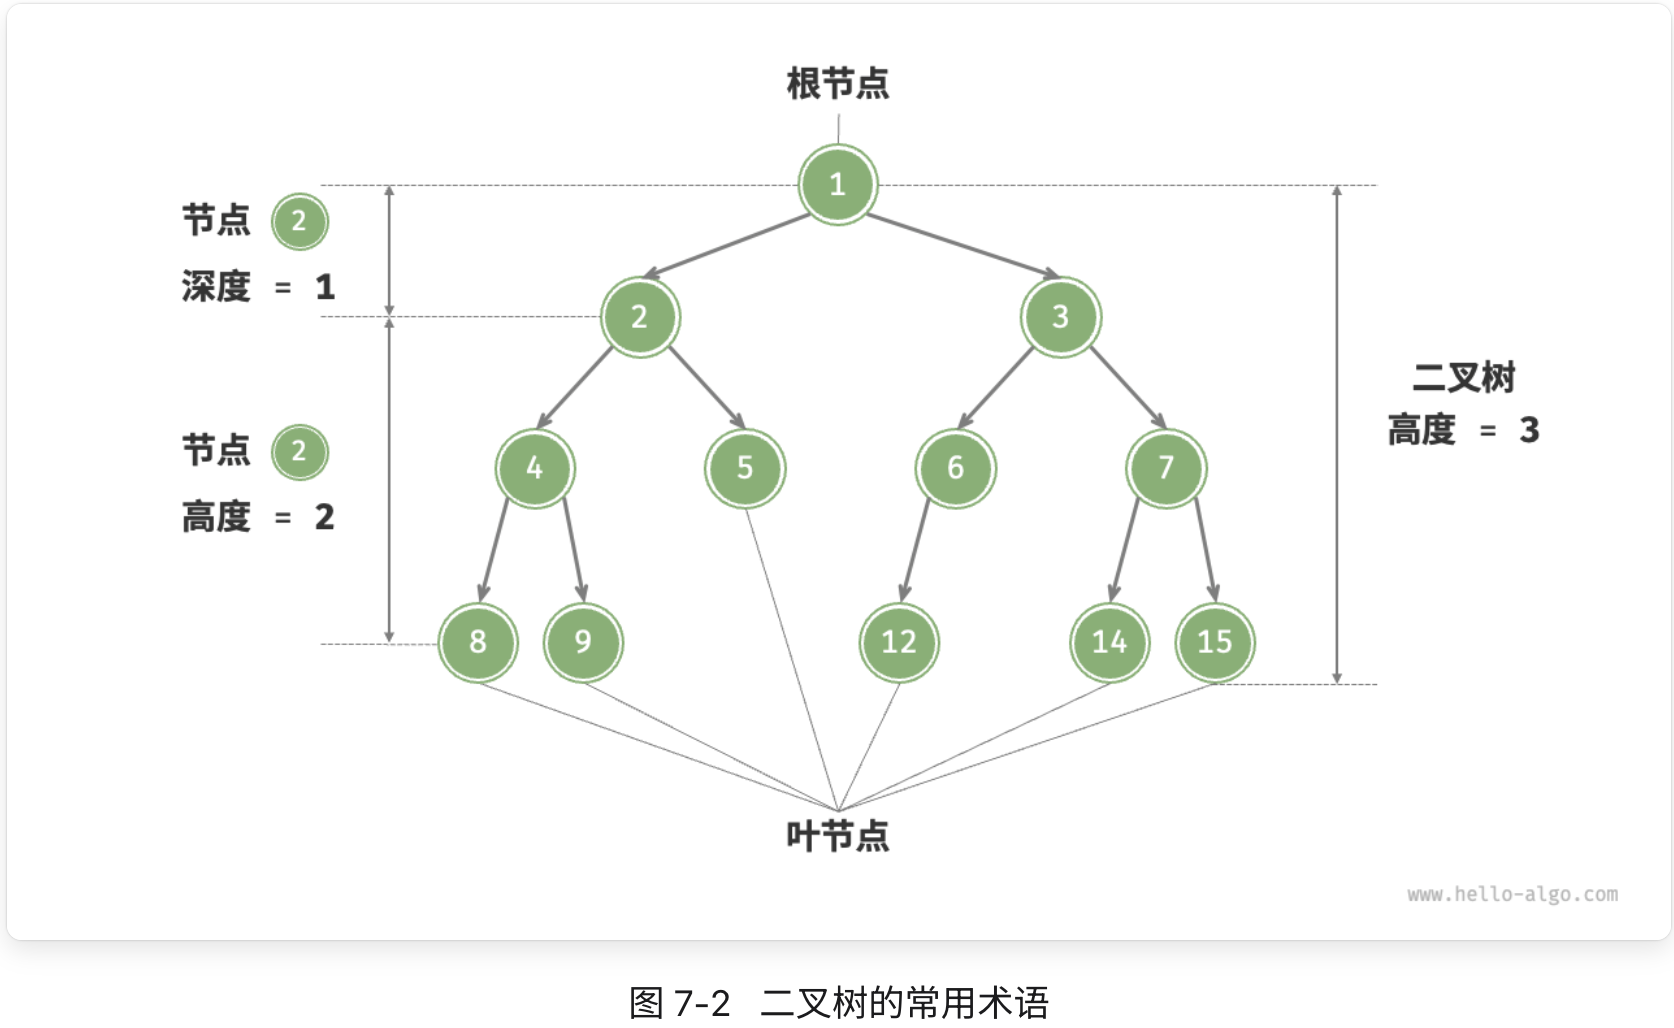 根节点
1
节点 2
深度 = 1
2
3
二叉树
高度 = 3
节点 2
高度 = 2
4
5
6
7
8
9
12
14
15
叶节点
www.hello-algo.com
图 7-2 二叉树的常用术语